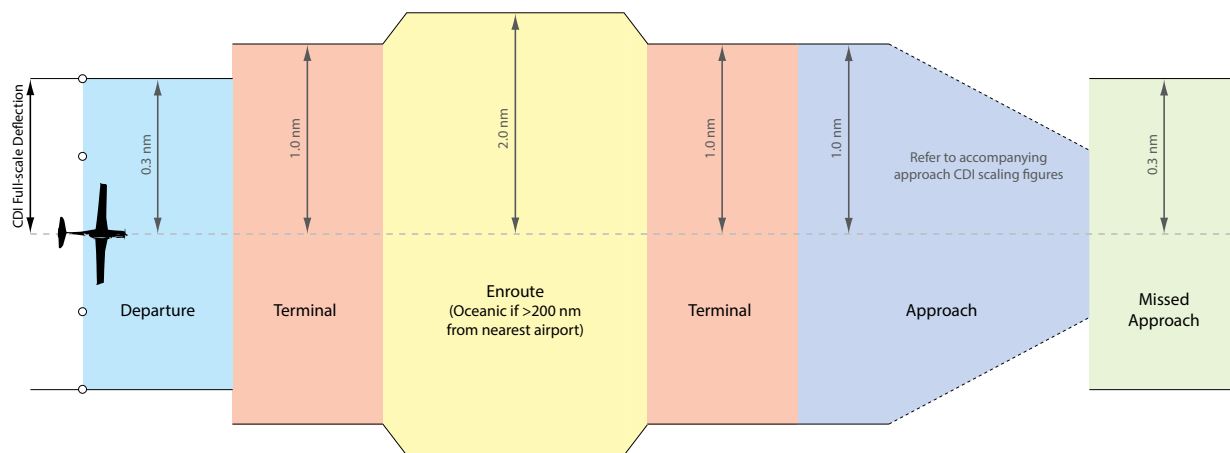 CDI Full-scale Deflection
0.3 nm
1.0 nm
2.0 nm
1.0 nm
1.0 nm
0.3 nm
Refer to accompanying
approach CDI scaling figures
Departure
Terminal
Enroute
(Oceanic if >200 nm
from nearest airport)
Terminal
Approach
Missed
Approach